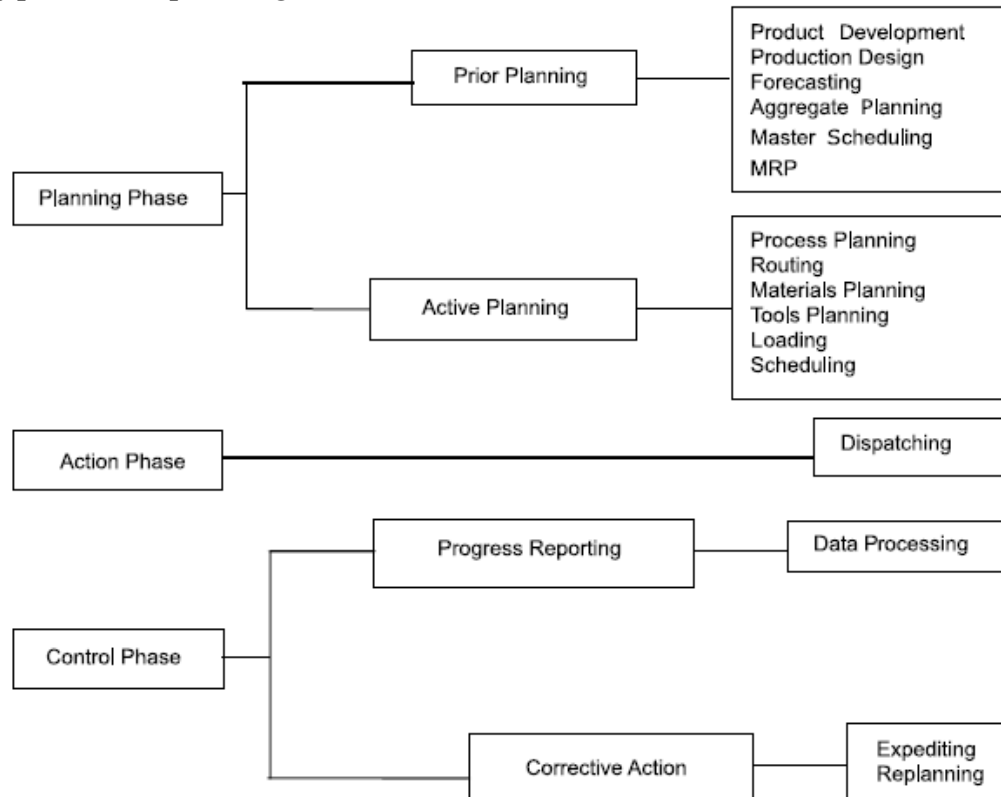 Product Development
Production Design
Prior Planning
Forecasting
Aggregate Planning
Master Scheduling
MRP
Planning Phase
Process Planning
Routing
Active Planning
Materials Planning
Tools Planning
Loading
Scheduling
Action Phase
Dispatching
Progress Reporting
Data Processing
Control Phase
Corrective Action
Expediting
Replanning